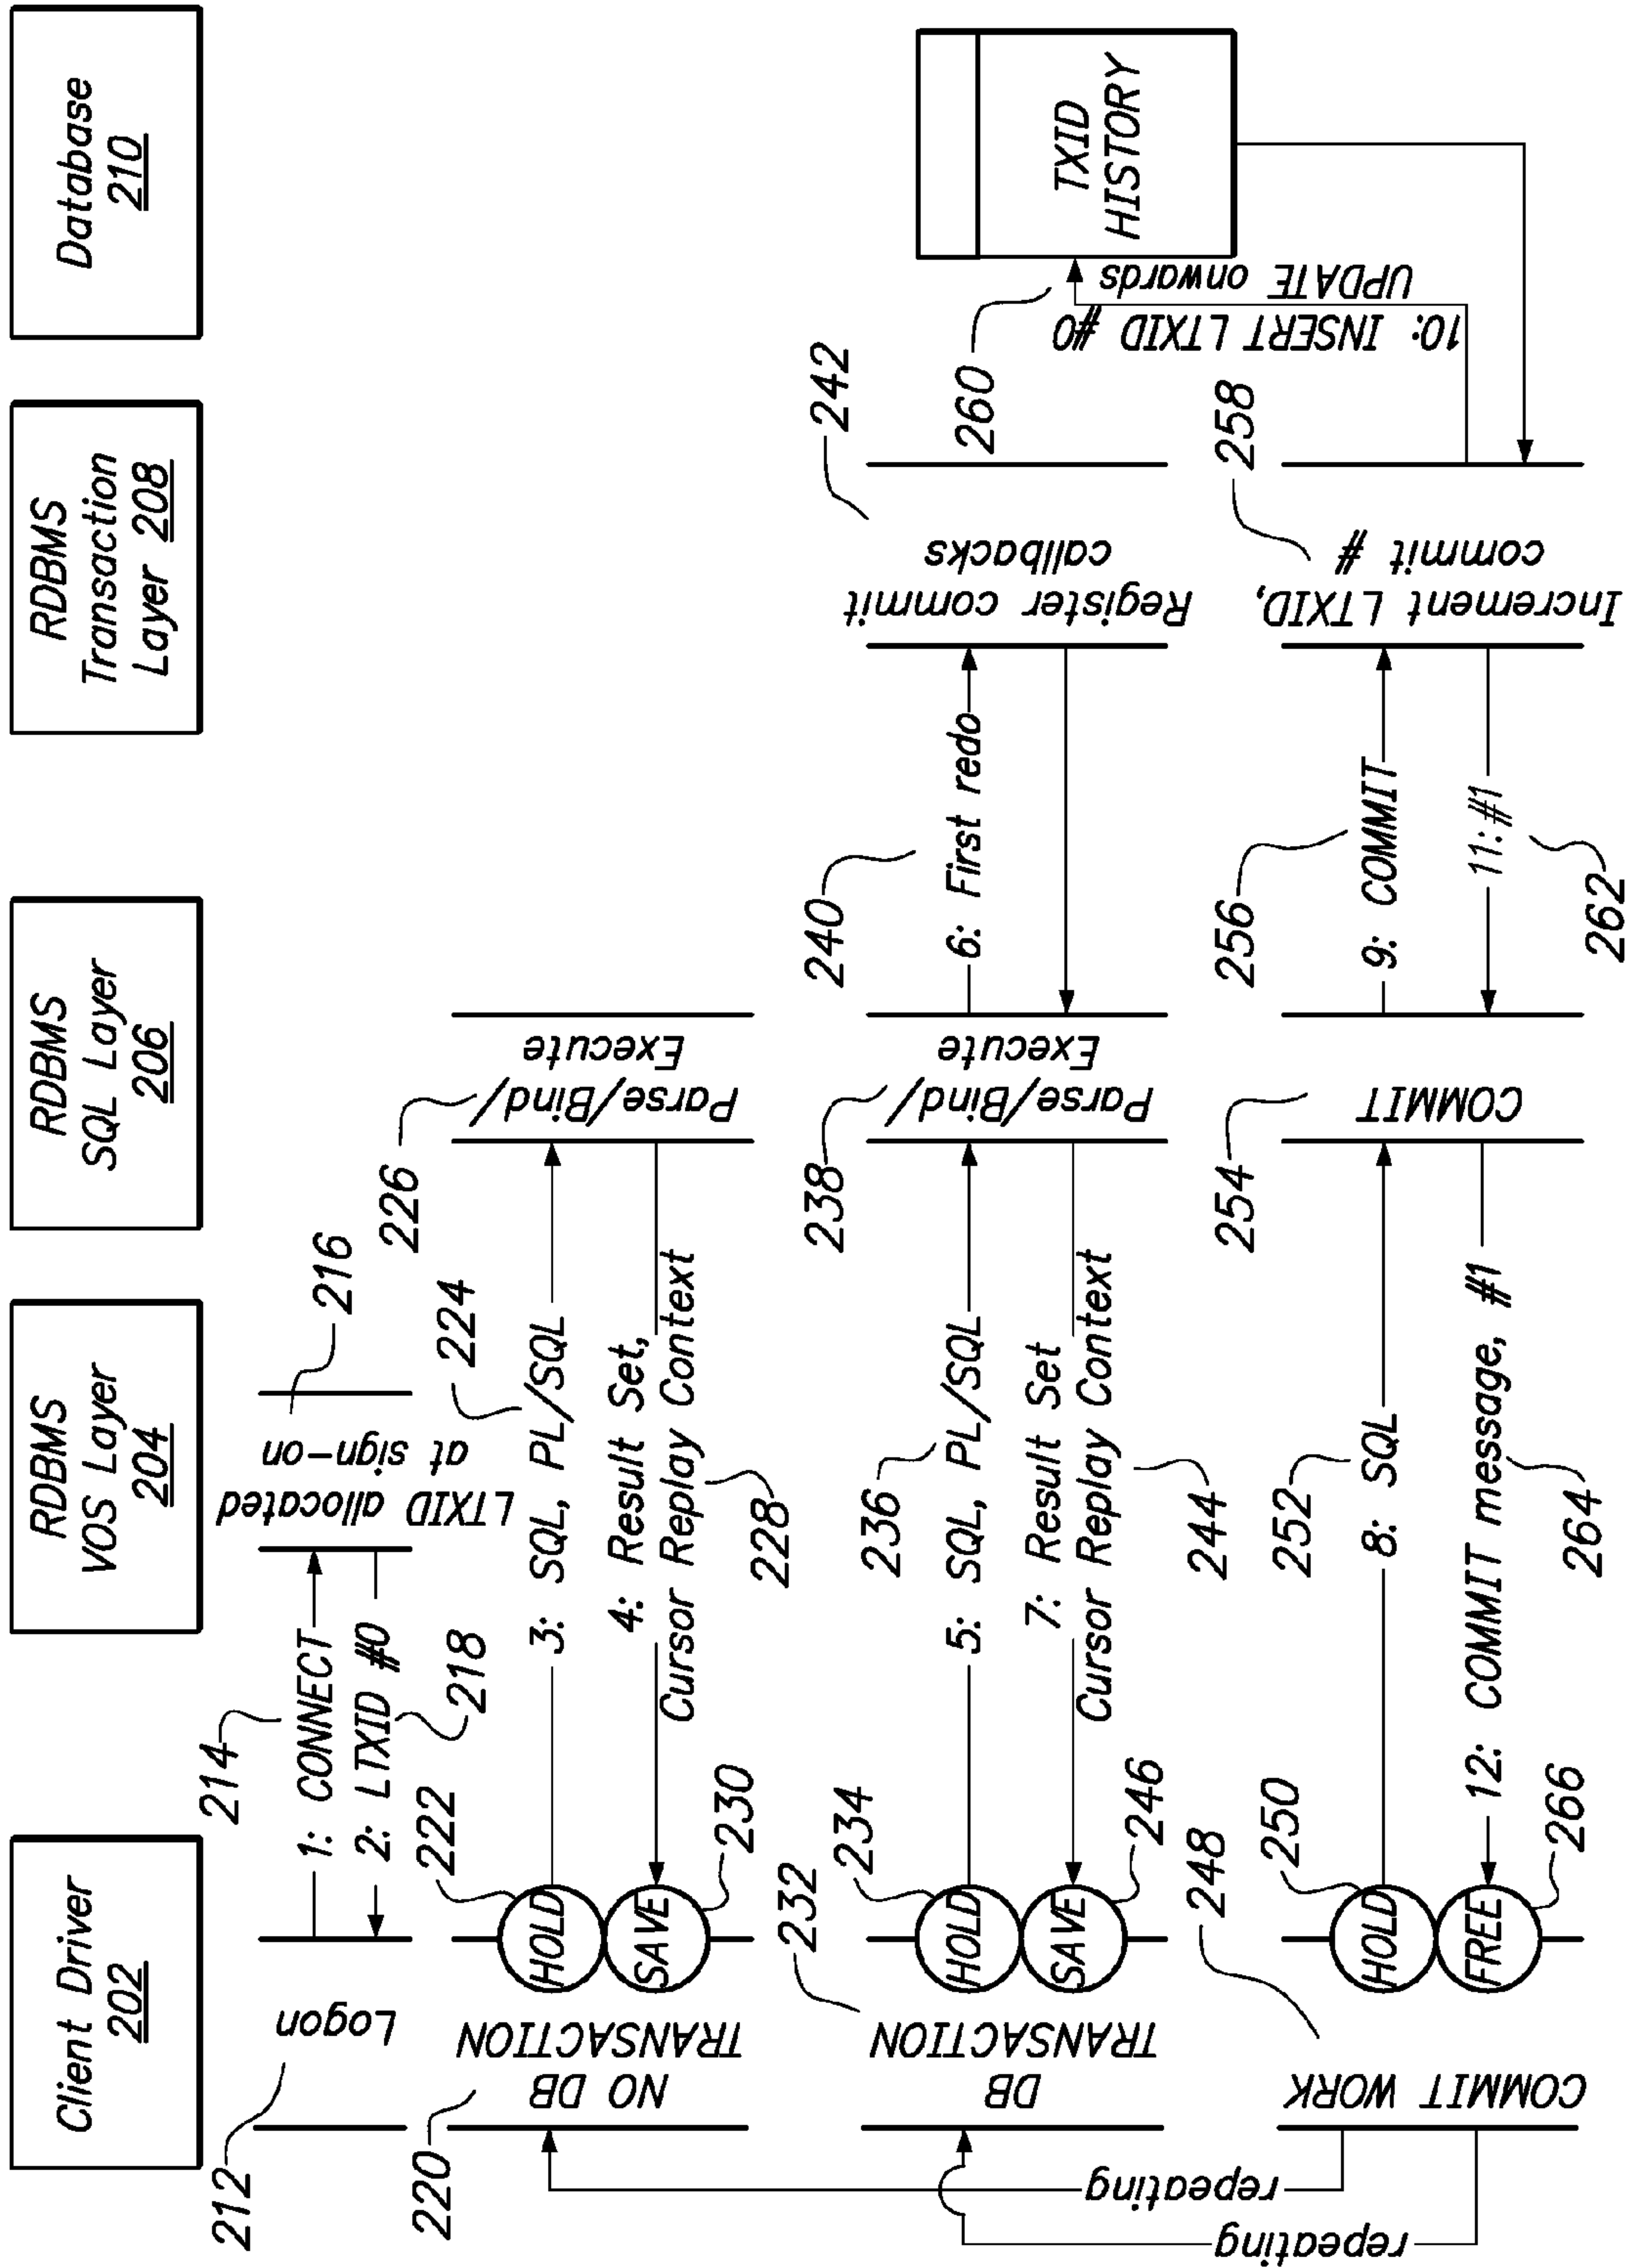 Client Driver
202
RDBMS
VOS Layer
204
RDBMS
SQL Layer
206
RDBMS
Transaction
Layer 208
Database
210
212
Logon
214
1: CONNECT
2: LTXID #0
218
LTXID allocated
at sign-on
216
220
NO DB
TRANSACTION
222
HOLD
SAVE
230
3: SQL, PL/SQL
224
4: Result Set,
Cursor Replay Context
228
226
Parse/Bind/
Execute
232
DB
TRANSACTION
234
HOLD
SAVE
246
236
5: SQL, PL/SQL
7: Result Set
Cursor Replay Context
244
238
Parse/Bind/
Execute
240
6: First redo
Register commit
callbacks
242
248
COMMIT WORK
250
HOLD
FREE
266
252
8: SQL
12: COMMIT message, #1
264
254
COMMIT
256
9: COMMIT
11: #1
262
Increment LTXID,
commit #
258
260
10: INSERT LTXID #0
UPDATE onwards
TXID
HISTORY
repeating
repeating